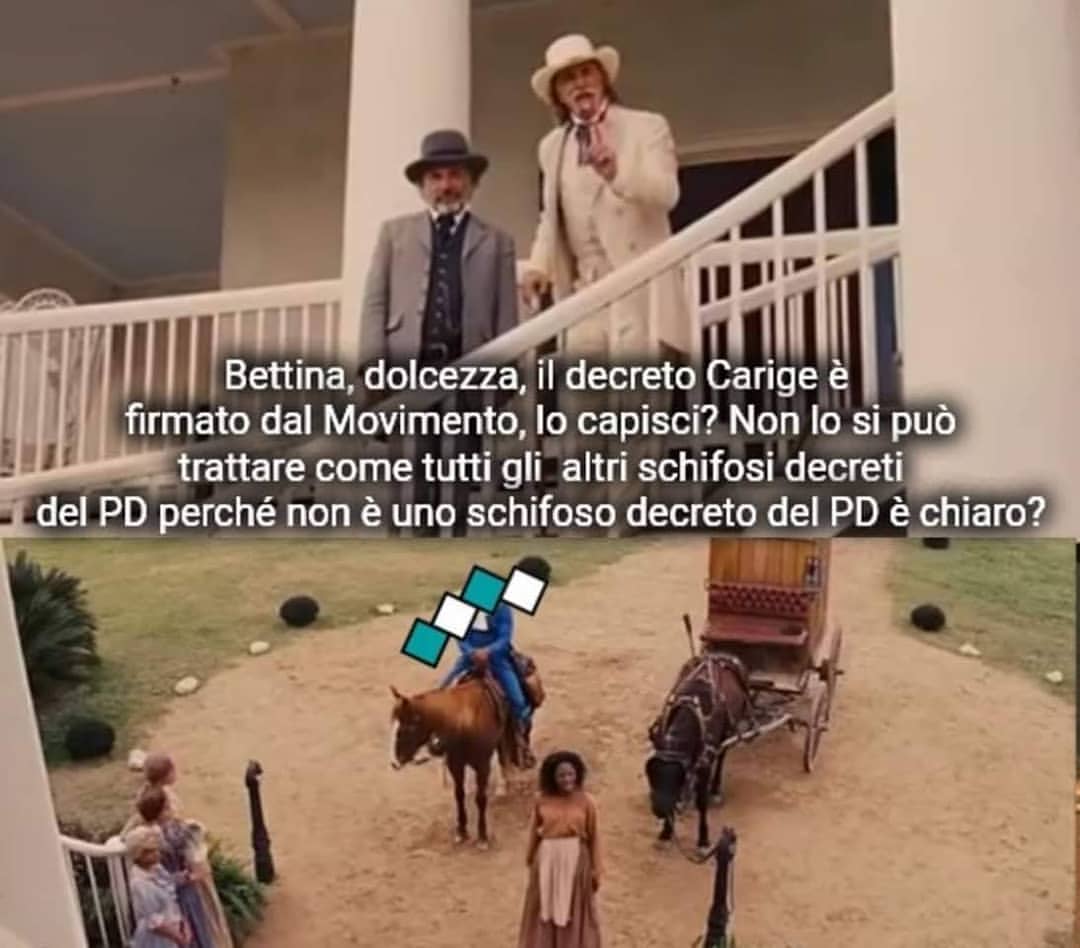 Bettina, dolcezza, il decreto Carige è
firmato dal Movimento, lo capisci? Non lo si può
trattare come tutti gli altri schifosi decreti
del PD perché non è uno schifoso decreto del PD è chiaro?